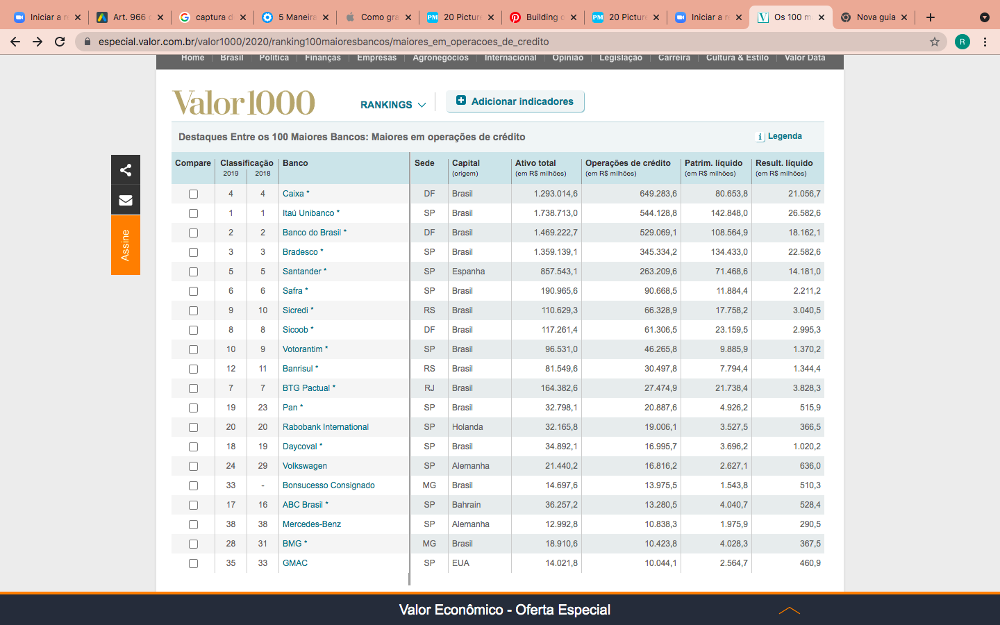 Iniciar a re
Art. 966 d
captura d
5 Maneira
Como gra
20 Picture
Building d
20 Picture
Iniciar a re
Os 100 m
Nova guia
especial.valor.com.br/valor1000/2020/ranking100maioresbancos/maiores_em_operacoes_de_credito
R
Home Brasil Política Finanças Empresas Agronegócios Internacional Opinião Legislação Carreira Cultura & Estilo Valor Data
Valor1000
RANKINGS
Adicionar indicadores
Destaques Entre os 100 Maiores Bancos: Maiores em operações de crédito
i Legenda
Compare Classificação Banco Sede Capital Ativo total Operações de crédito Patrim. líquido Result. líquido
2019 2018 (origem) (em R$ milhões) (em R$ milhões) (em R$ milhões) (em R$ milhões)
4 4 Caixa * DF Brasil 1.293.014,6 649.283,6 80.653,8 21.056,7
1 1 Itaú Unibanco * SP Brasil 1.738.713,0 544.128,8 142.848,0 26.582,6
2 2 Banco do Brasil * DF Brasil 1.469.222,7 529.069,1 108.564,9 18.162,1
3 3 Bradesco * SP Brasil 1.359.139,1 345.334,2 134.433,0 22.582,6
5 5 Santander * SP Espanha 857.543,1 263.209,6 71.468,6 14.181,0
6 6 Safra * SP Brasil 190.965,6 90.668,5 11.884,4 2.211,2
9 10 Sicredi * RS Brasil 110.629,3 66.328,9 17.758,2 3.040,5
8 8 Sicoob * DF Brasil 117.261,4 61.306,5 23.159,5 2.995,3
10 9 Votorantim * SP Brasil 96.531,0 46.265,8 9.885,9 1.370,2
12 11 Banrisul * RS Brasil 81.549,6 30.497,8 7.794,4 1.344,4
7 7 BTG Pactual * RJ Brasil 164.382,6 27.474,9 21.738,4 3.828,3
19 23 Pan * SP Brasil 32.798,1 20.887,6 4.926,2 515,9
20 20 Rabobank International SP Holanda 32.165,8 19.006,1 3.527,5 366,5
18 19 Daycoval * SP Brasil 34.892,1 16.995,7 3.696,2 1.020,2
24 29 Volkswagen SP Alemanha 21.440,2 16.816,2 2.627,1 636,0
33 - Bonsucesso Consignado MG Brasil 14.697,6 13.975,5 1.543,8 510,3
17 16 ABC Brasil * SP Bahrain 36.257,2 13.280,5 4.040,7 528,4
38 38 Mercedes-Benz SP Alemanha 12.992,8 10.838,3 1.975,9 290,5
28 31 BMG * MG Brasil 18.910,6 10.423,8 4.028,3 367,5
35 33 GMAC SP EUA 14.021,8 10.044,1 2.564,7 460,9
Assine
Valor Econômico - Oferta Especial